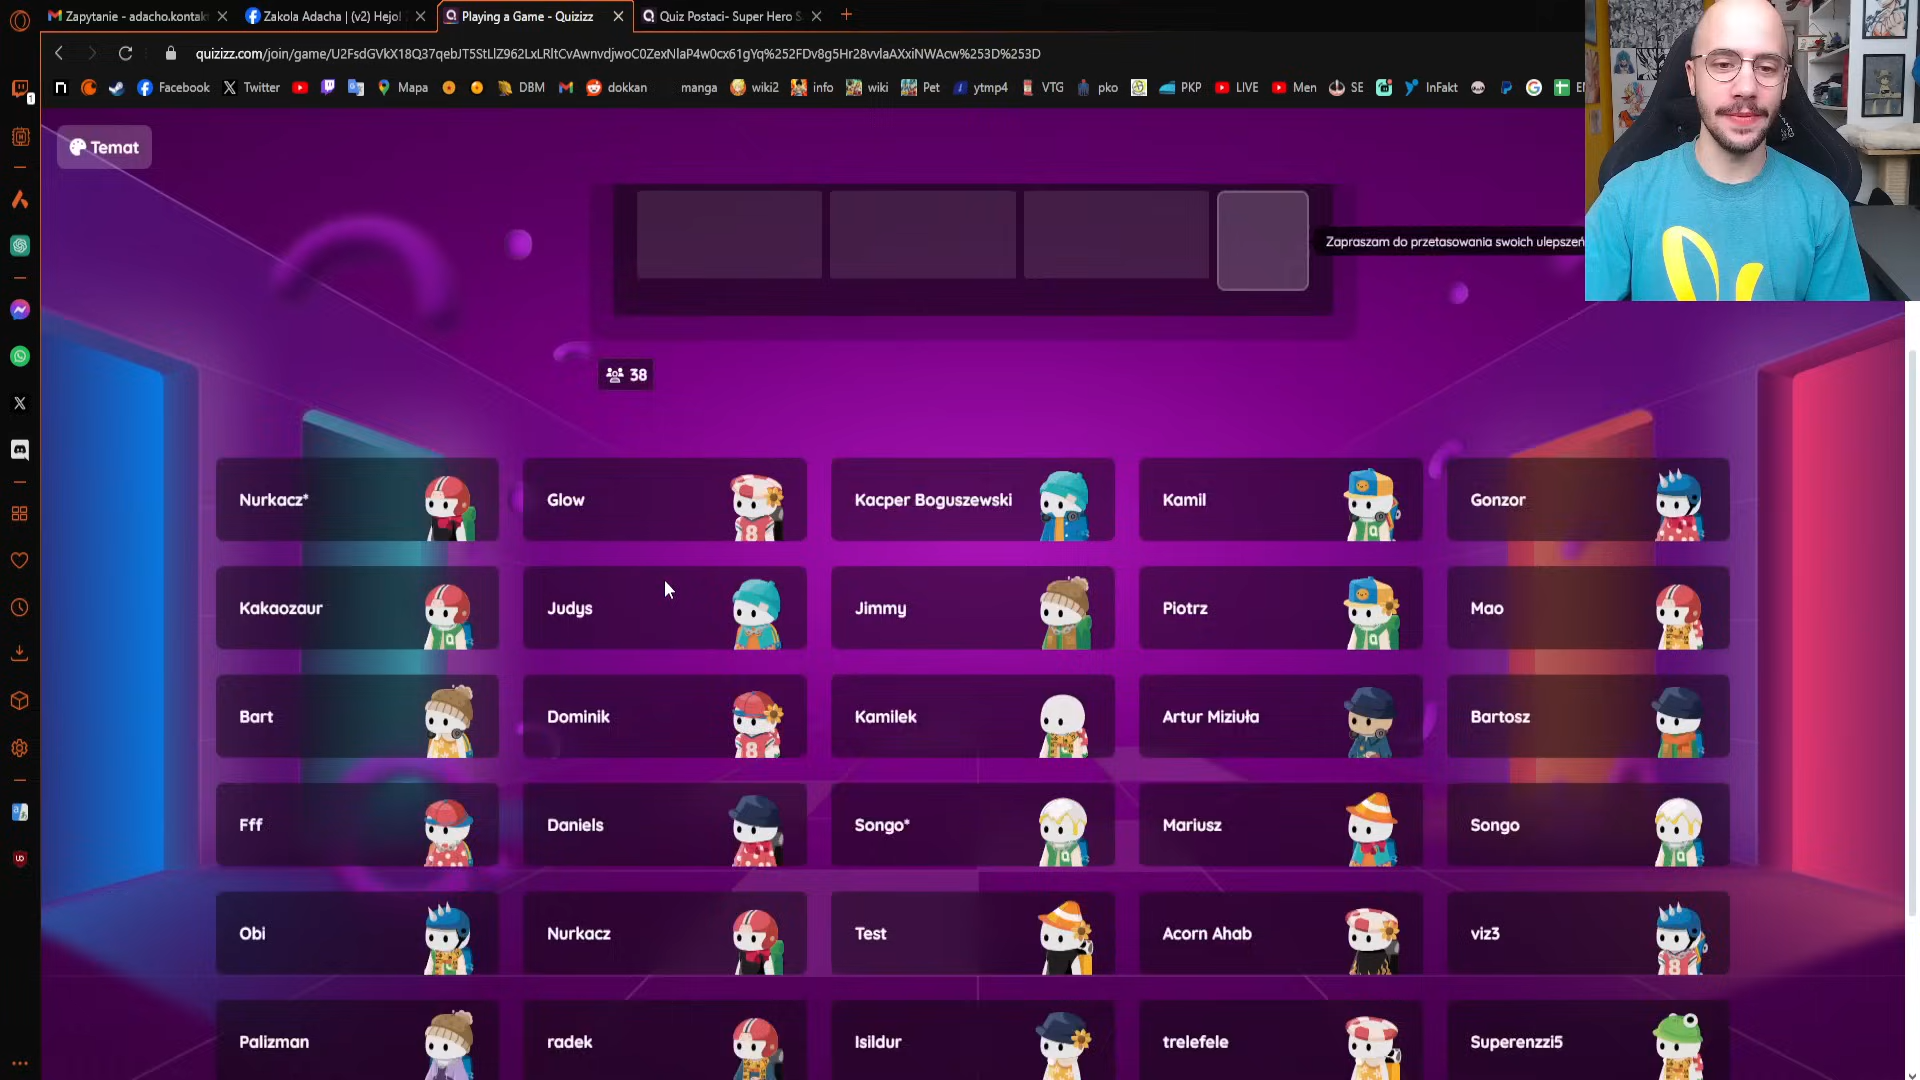 Zapytanie - adacho.kontak
Zakola Adacha | (v2) Hejo!
Playing a Game - Quizizz
Quiz Postaci- Super Hero S
quizizz.com/join/game/U2FsdGVkX18Q37qebJT5StLlZ962LxLRltCvAwnvdjwoC0ZexNlaP4w0cx61gYq%252FDv8g5Hr28vvlaAXxiNWAcw%253D%253D
Facebook Twitter Mapa DBM dokkan manga wiki2 info wiki Pet ytmp4 VTG pko PKP LIVE Men SE InFakt
1
Temat
Zapraszam do przetasowania swoich ulepszeń
38
Nurkacz* Glow Kacper Boguszewski Kamil Gonzor
Kakaozaur Judys Jimmy Piotrz Mao
Bart Dominik Kamilek Artur Miziuła Bartosz
Fff Daniels Songo* Mariusz Songo
Obi Nurkacz Test Acorn Ahab viz3
Palizman radek Isildur trelefele Superenzzi5